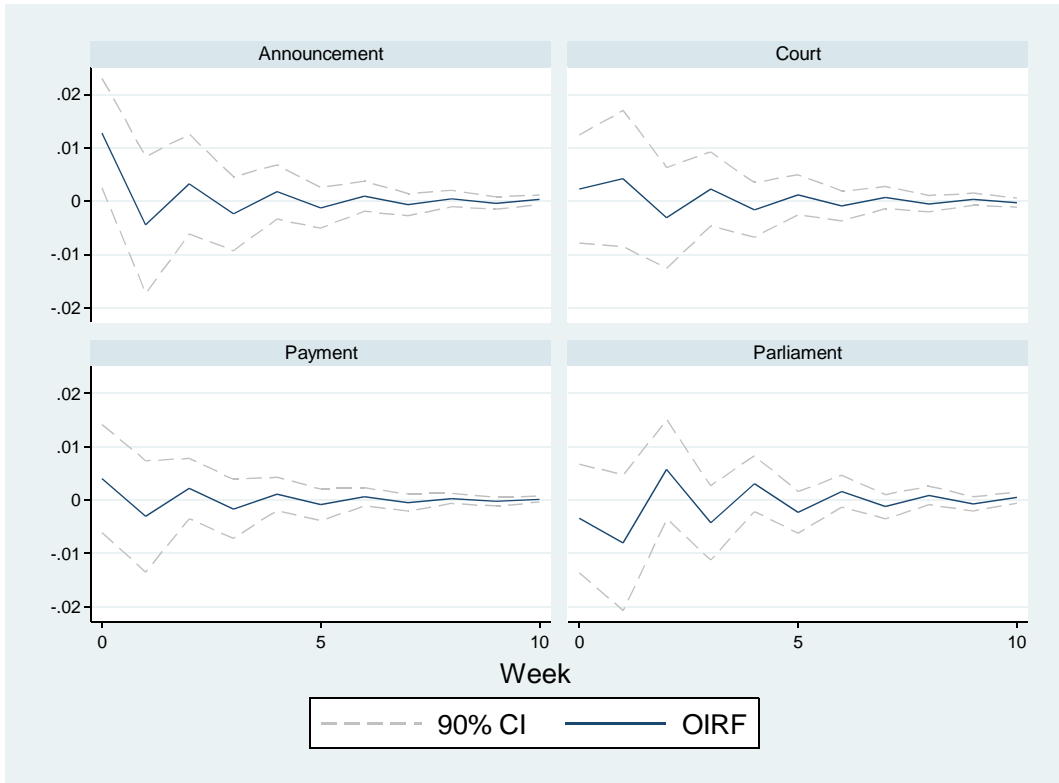 Announcement
Court
.02
.01
0
-.01
-.02
Payment
Parliament
.02
.01
0
-.01
-.02
0 5 10 0 5 10
Week
90% CI OIRF